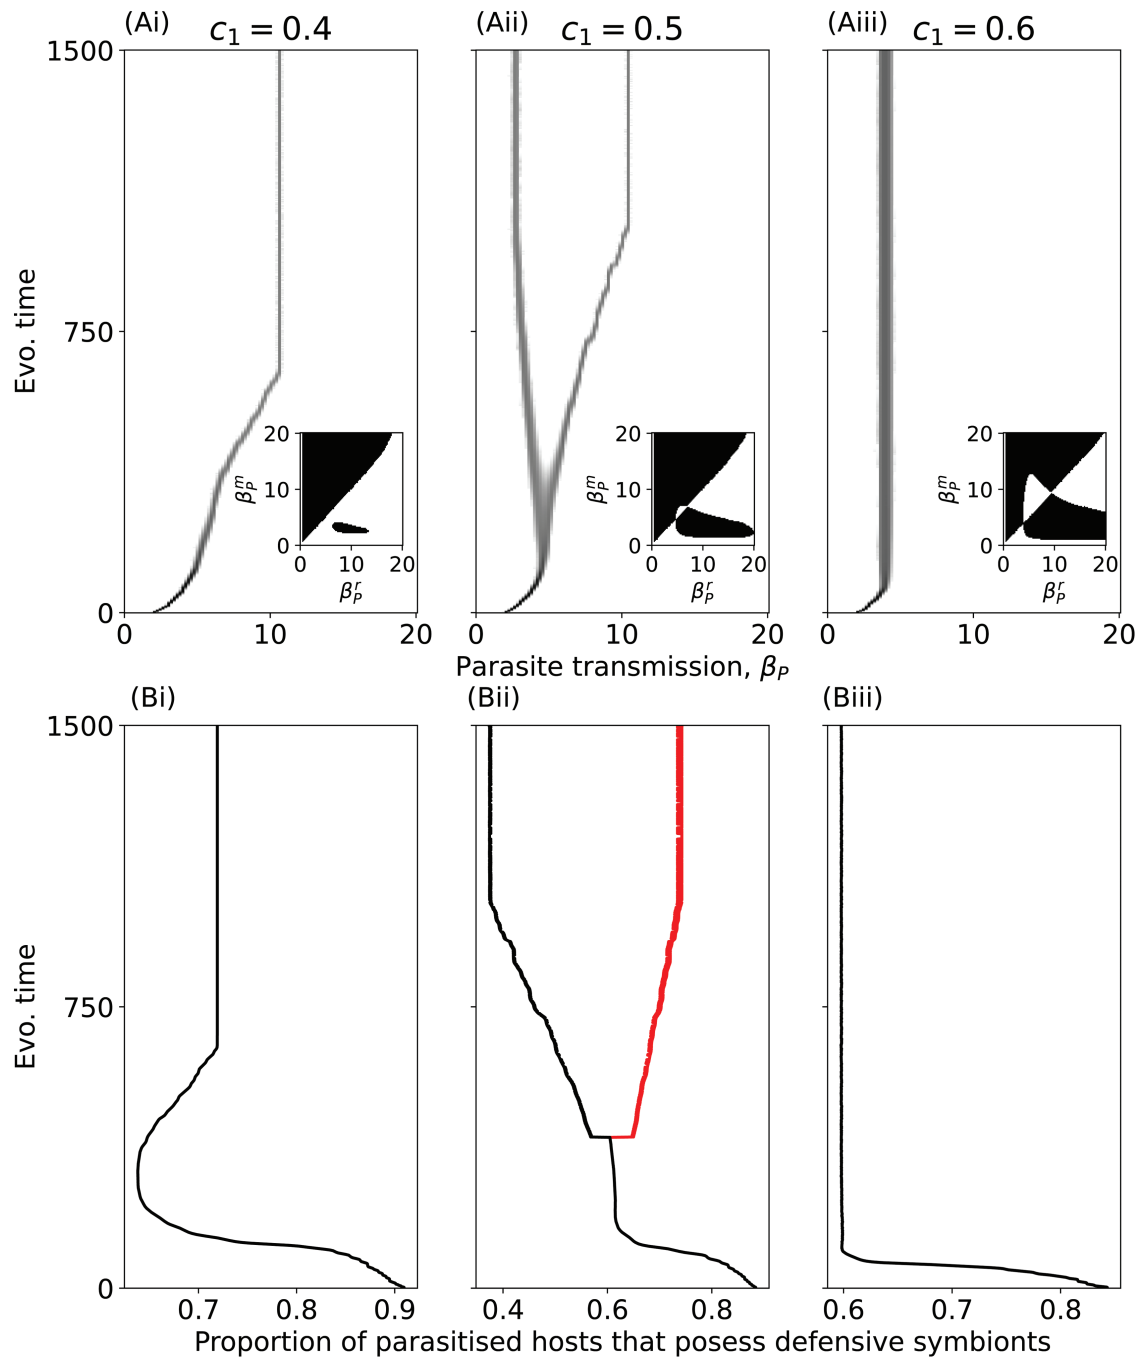 (Ai) c₁ = 0.4 (Aii) c₁ = 0.5 (Aiii) c₁ = 0.6
1500
750
0
Evo. time
20 20 20
10 10 10
0 0 0
β_P^m β_P^m β_P^m
0 10 20 0 10 20 0 10 20
β_P^r β_P^r β_P^r
0 10 20 0 10 20 0 10 20
Parasite transmission, β_P
(Bi) (Bii) (Biii)
1500
750
0
Evo. time
0.7 0.8 0.9 0.4 0.6 0.8 0.6 0.7 0.8
Proportion of parasitised hosts that posess defensive symbionts